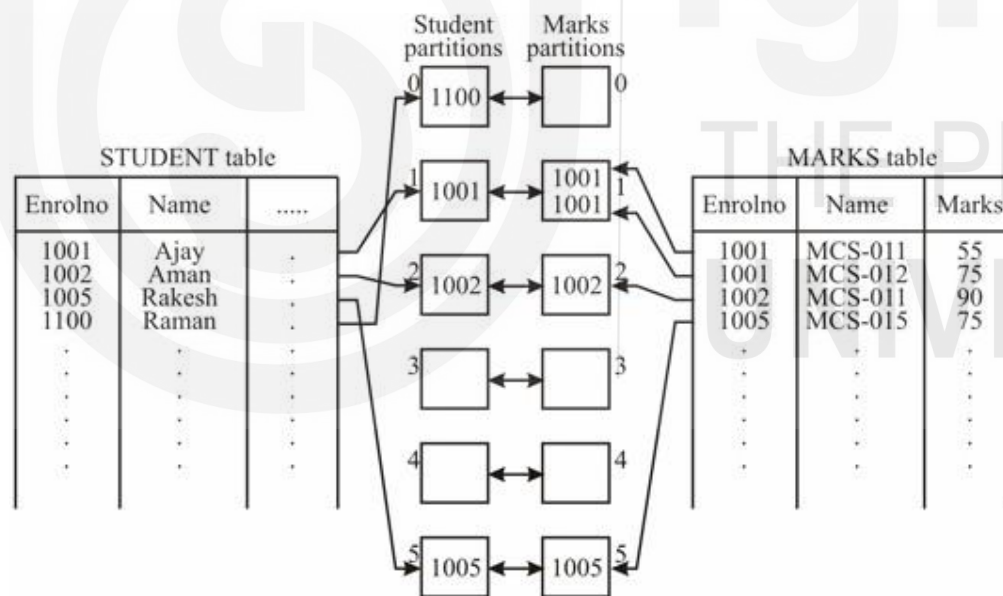 Student partitions
Marks partitions
0 1100 0
STUDENT table
1 1001 1001 1001 1
MARKS table
Enrolno Name .....
1001 Ajay .
1002 Aman .
1005 Rakesh .
1100 Raman .
Enrolno Name Marks
1001 MCS-011 55
1001 MCS-012 75
1002 MCS-011 90
1005 MCS-015 75
2 1002 1002 2
3 3
4 4
5 1005 1005 5
THE P
UNIV